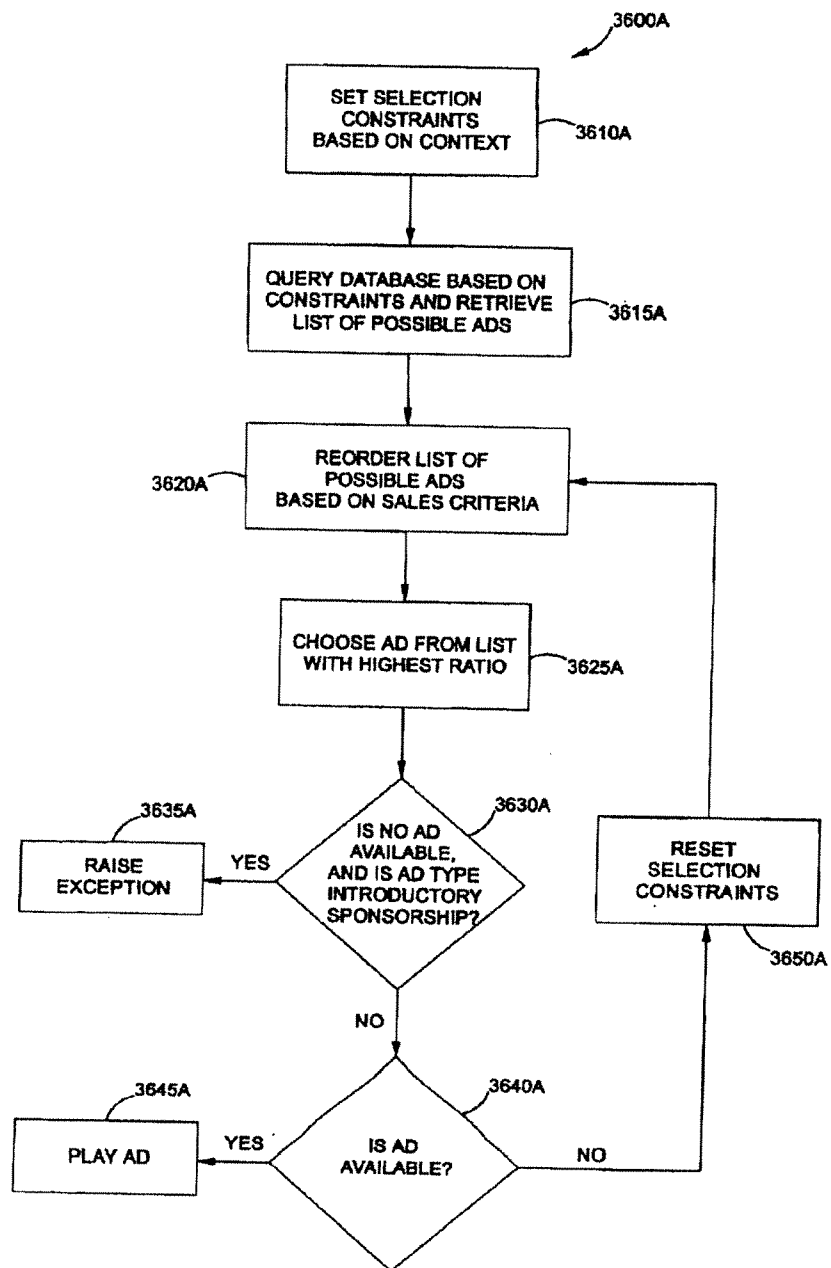 3600A
SET SELECTION
CONSTRAINTS
BASED ON CONTEXT
3610A
QUERY DATABASE BASED ON
CONSTRAINTS AND RETRIEVE
LIST OF POSSIBLE ADS
3615A
REORDER LIST OF
POSSIBLE ADS
BASED ON SALES CRITERIA
3620A
CHOOSE AD FROM LIST
WITH HIGHEST RATIO
3625A
3630A
IS NO AD
AVAILABLE,
AND IS AD TYPE
INTRODUCTORY
SPONSORSHIP?
YES
3635A
RAISE
EXCEPTION
RESET
SELECTION
CONSTRAINTS
3650A
NO
3640A
IS AD
AVAILABLE?
YES
3645A
PLAY AD
NO